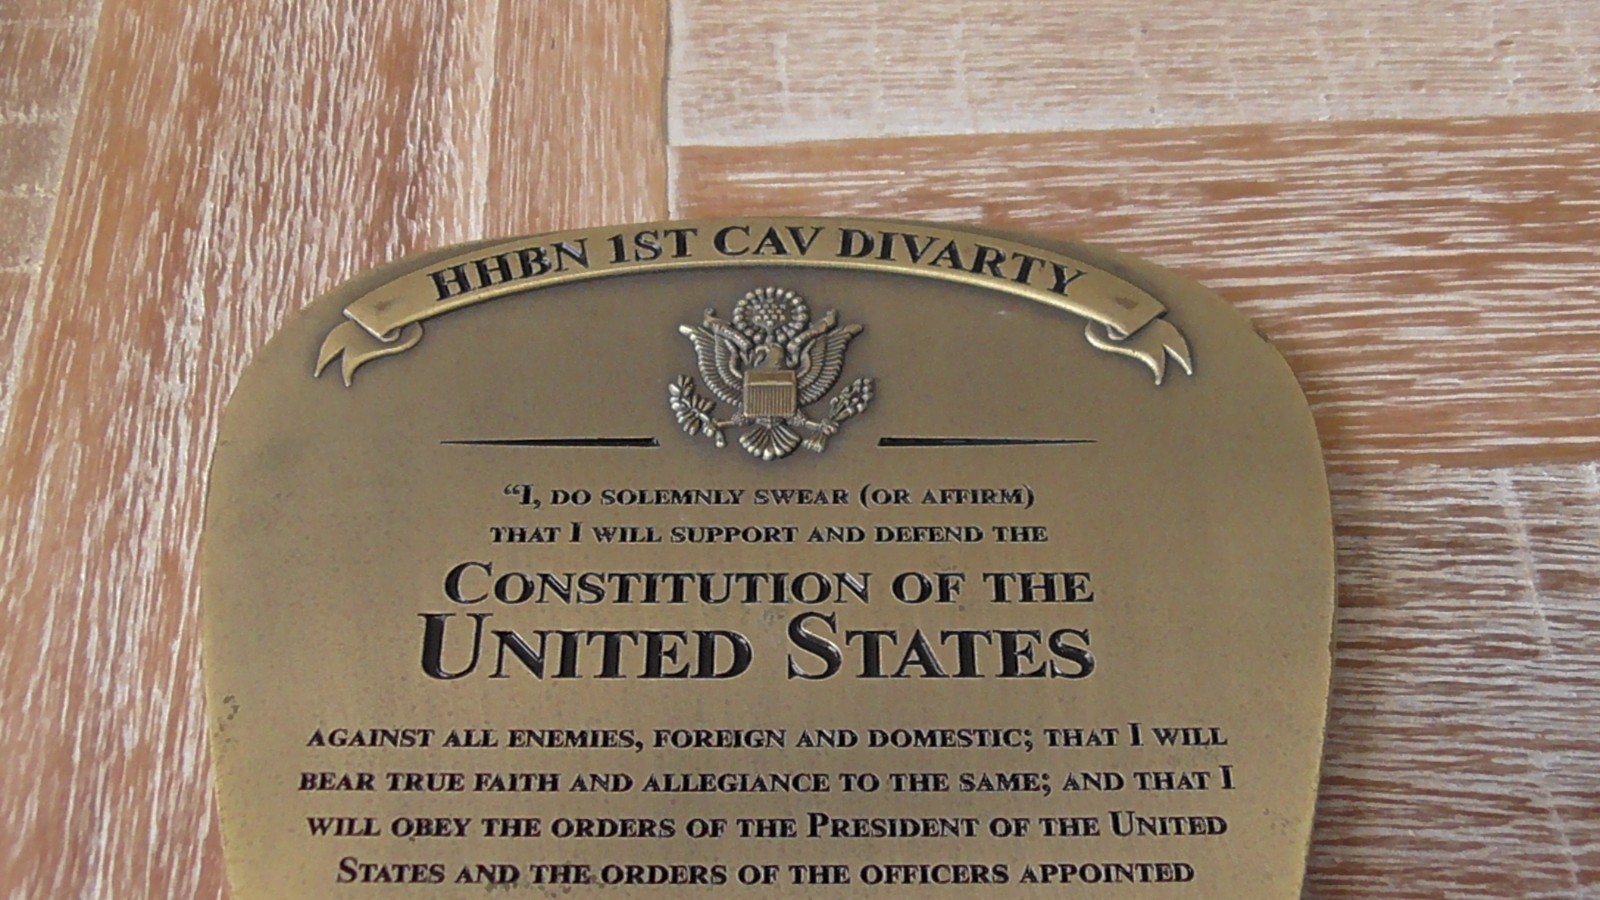 HHBN 1ST CAV DIVARTY
“I, DO SOLEMNLY SWEAR (OR AFFIRM)
THAT I WILL SUPPORT AND DEFEND THE
CONSTITUTION OF THE
UNITED STATES
AGAINST ALL ENEMIES, FOREIGN AND DOMESTIC; THAT I WILL
BEAR TRUE FAITH AND ALLEGIANCE TO THE SAME; AND THAT I
WILL OBEY THE ORDERS OF THE PRESIDENT OF THE UNITED
STATES AND THE ORDERS OF THE OFFICERS APPOINTED